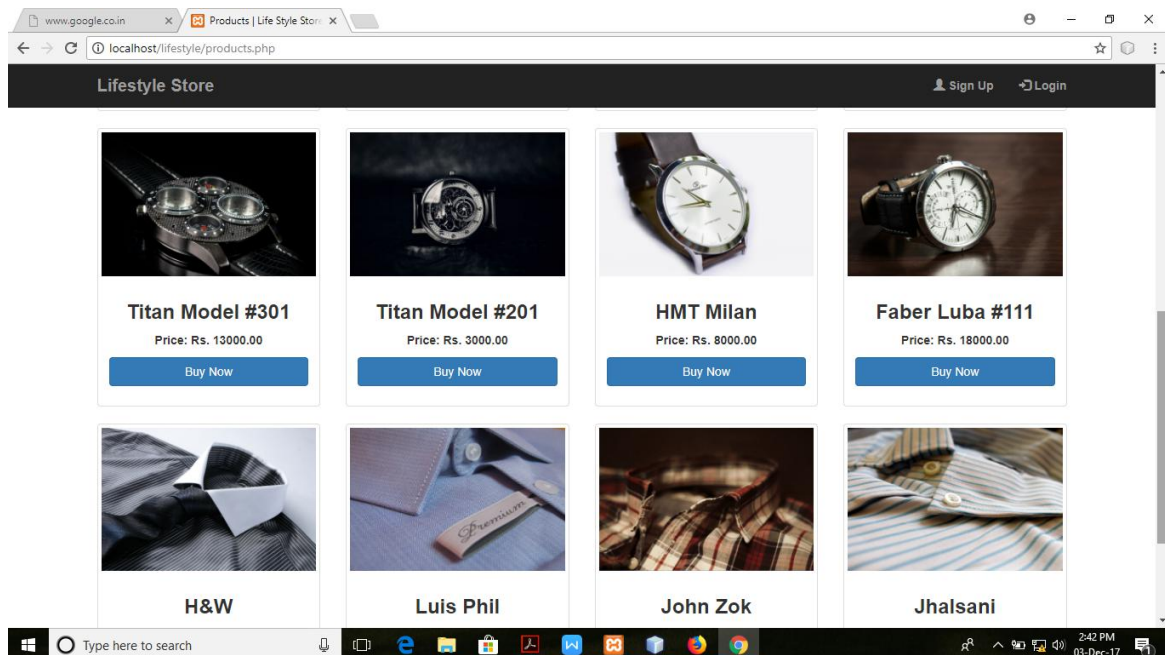 www.google.co.in
Products | Life Style Store
localhost/lifestyle/products.php
Lifestyle Store
Sign Up
Login
Titan Model #301
Titan Model #201
HMT Milan
Faber Luba #111
Price: Rs. 13000.00
Price: Rs. 3000.00
Price: Rs. 8000.00
Price: Rs. 18000.00
Buy Now
Buy Now
Buy Now
Buy Now
Premium
H&W
Luis Phil
John Zok
Jhalsani
Type here to search
2:42 PM
03-Dec-17